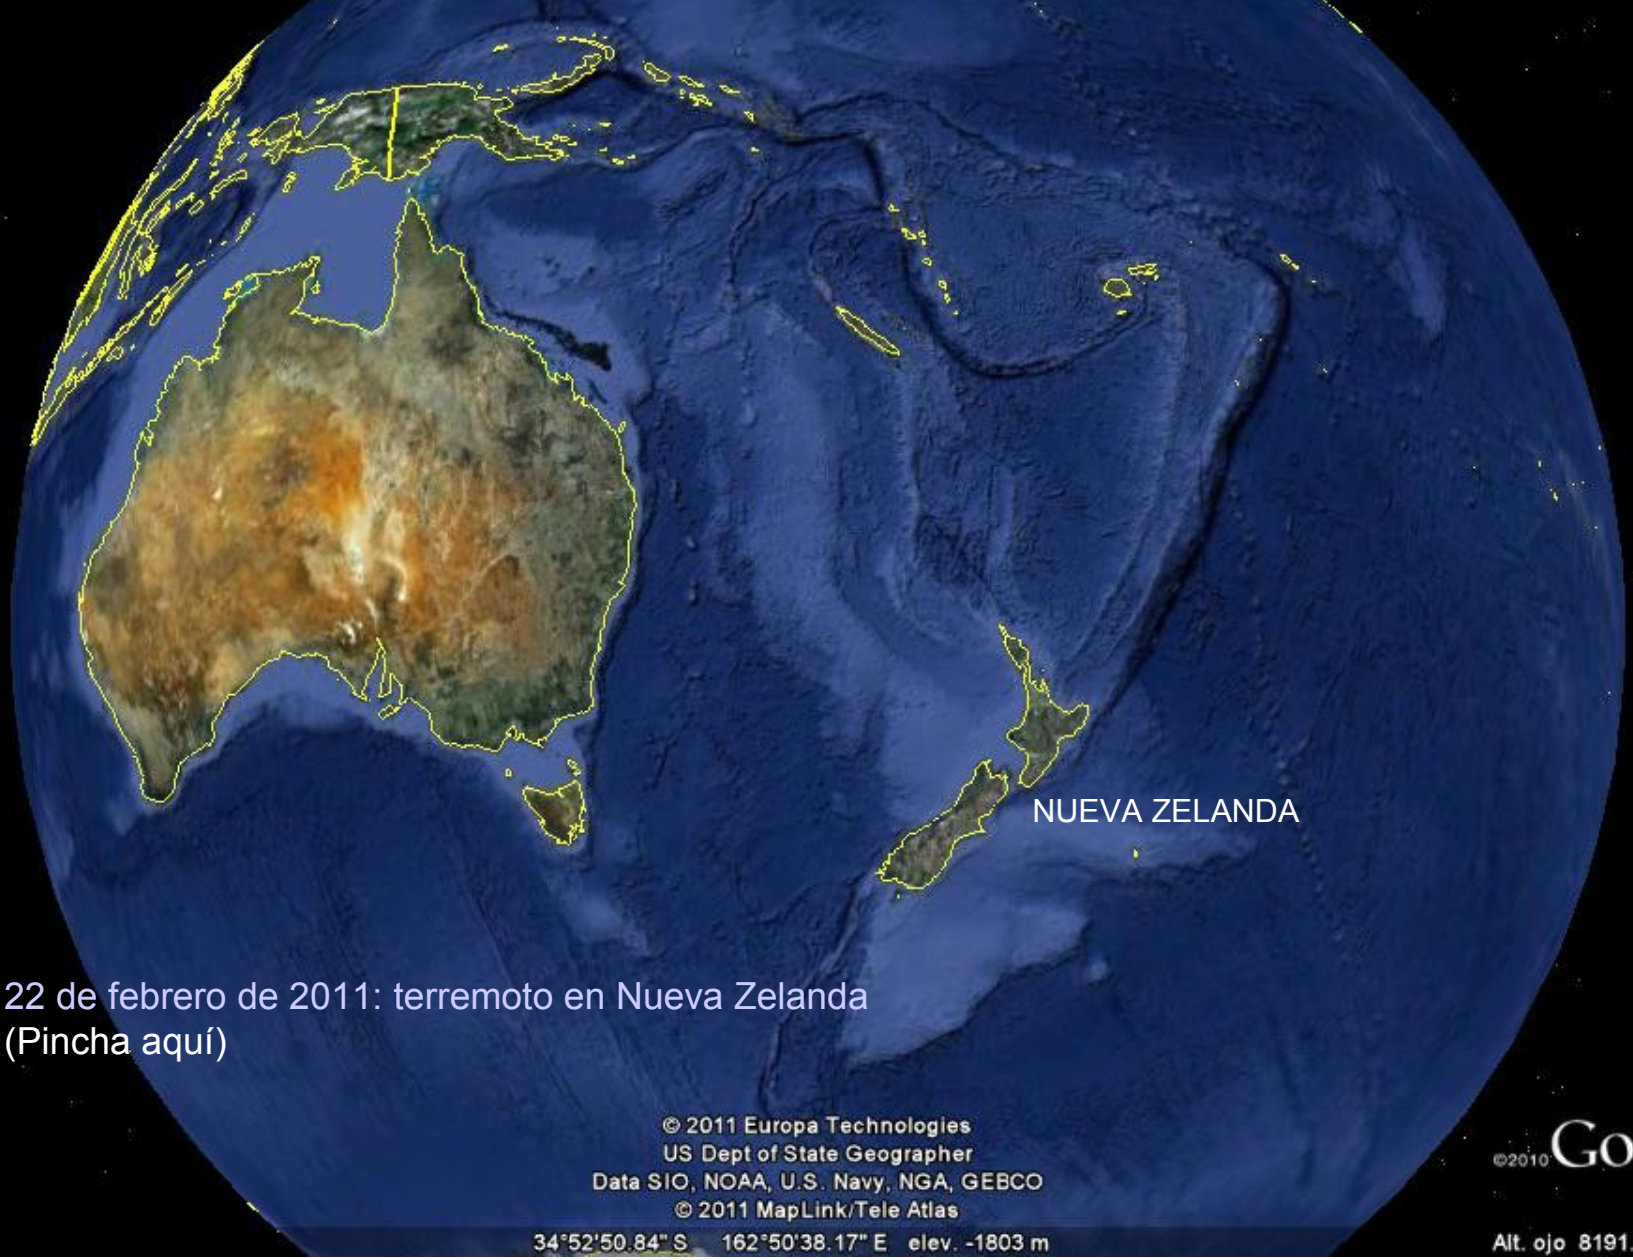 NUEVA ZELANDA
22 de febrero de 2011: terremoto en Nueva Zelanda
(Pincha aquí)
© 2011 Europa Technologies
US Dept of State Geographer
Data SIO, NOAA, U.S. Navy, NGA, GEBCO
© 2011 MapLink/Tele Atlas
©2010 Go
34°52'50.84" S 162°50'38.17" E elev. -1803 m
Alt. ojo 8191